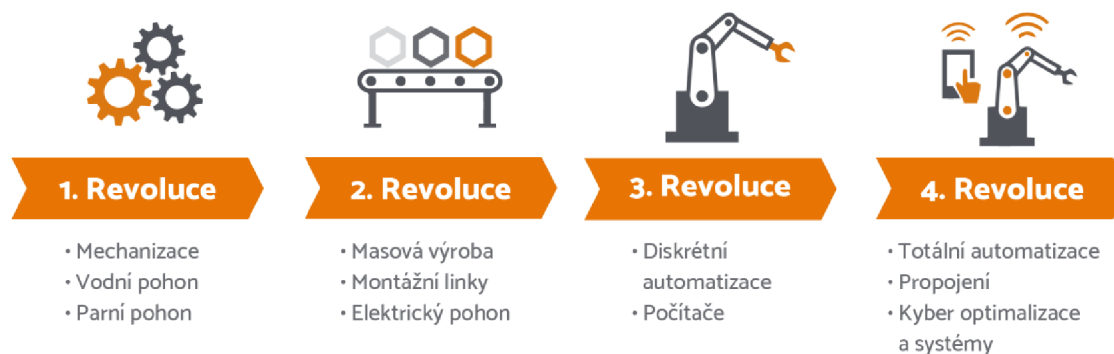 1. Revoluce
• Mechanizace
• Vodní pohon
• Parní pohon
2. Revoluce
• Masová výroba
• Montážní linky
• Elektrický pohon
3. Revoluce
• Diskrétní
automatizace
• Počítače
4. Revoluce
• Totální automatizace
• Propojení
• Kyber optimalizace
a systémy